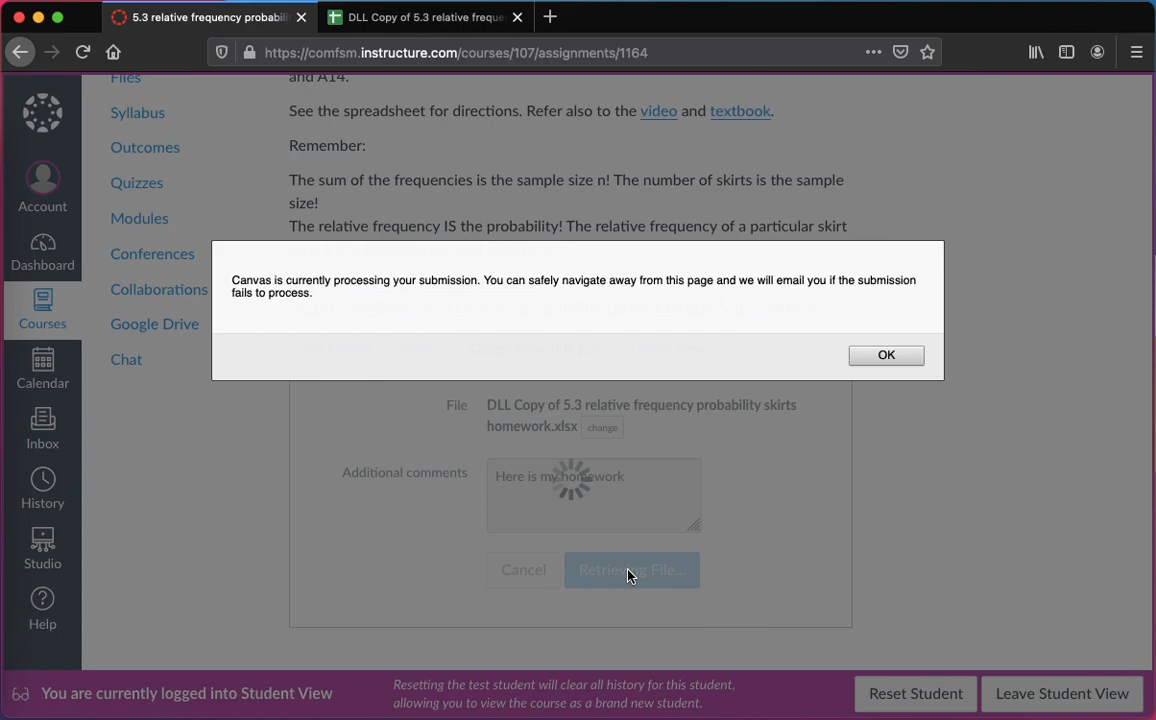 5.3 relative frequency probabili
DLL Copy of 5.3 relative freque
https://comfsm.instructure.com/courses/107/assignments/1164
Account
Dashboard
Courses
Calendar
Inbox
History
Studio
Help
Files
Syllabus
Outcomes
Quizzes
Modules
Conferences
Collaborations
Google Drive
Chat
and A14.
See the spreadsheet for directions. Refer also to the video and textbook.
Remember:
The sum of the frequencies is the sample size n! The number of skirts is the sample
size!
The relative frequency IS the probability! The relative frequency of a particular skirt
Canvas is currently processing your submission. You can safely navigate away from this page and we will email you if the submission
fails to process.
OK
File
DLL Copy of 5.3 relative frequency probability skirts
homework.xlsx change
Additional comments
Here is my homework
Cancel
Retrieving File...
You are currently logged into Student View
Resetting the test student will clear all history for this student,
allowing you to view the course as a brand new student.
Reset Student
Leave Student View